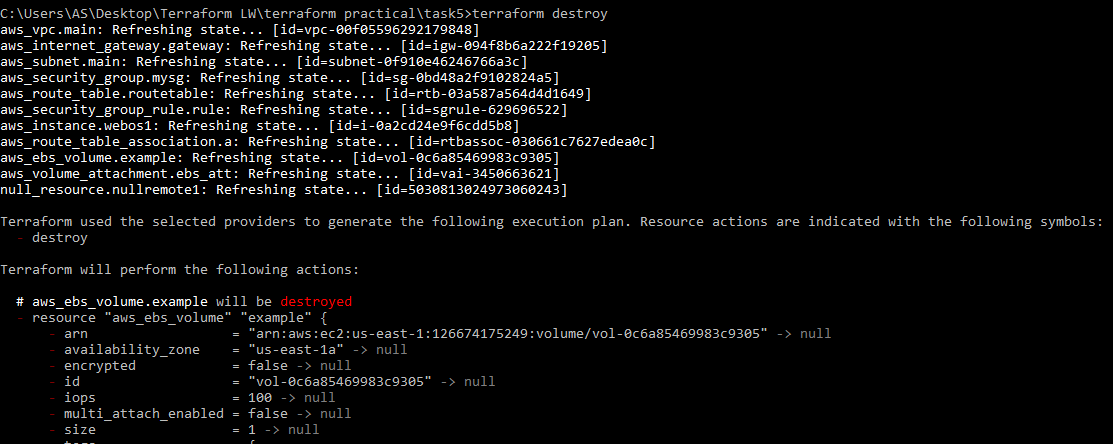 C:\Users\AS\Desktop\Terraform LW\terraform practical\task5>terraform destroy
aws_vpc.main: Refreshing state... [id=vpc-00f05596292179848]
aws_internet_gateway.gateway: Refreshing state... [id=igw-094f8b6a222f19205]
aws_subnet.main: Refreshing state... [id=subnet-0f910e46246766a3c]
aws_security_group.mysg: Refreshing state... [id=sg-0bd48a2f9102824a5]
aws_route_table.routetable: Refreshing state... [id=rtb-03a587a564d4d1649]
aws_security_group_rule.rule: Refreshing state... [id=sgrule-629696522]
aws_instance.webos1: Refreshing state... [id=i-0a2cd24e9f6cdd5b8]
aws_route_table_association.a: Refreshing state... [id=rtbassoc-030661c7627edea0c]
aws_ebs_volume.example: Refreshing state... [id=vol-0c6a85469983c9305]
aws_volume_attachment.ebs_att: Refreshing state... [id=vai-3450663621]
null_resource.nullremote1: Refreshing state... [id=5030813024973060243]
Terraform used the selected providers to generate the following execution plan. Resource actions are indicated with the following symbols:
- destroy
Terraform will perform the following actions:
# aws_ebs_volume.example will be destroyed
- resource "aws_ebs_volume" "example" {
- arn = "arn:aws:ec2:us-east-1:126674175249:volume/vol-0c6a85469983c9305" -> null
- availability_zone = "us-east-1a" -> null
- encrypted = false -> null
- id = "vol-0c6a85469983c9305" -> null
- iops = 100 -> null
- multi_attach_enabled = false -> null
- size = 1 -> null